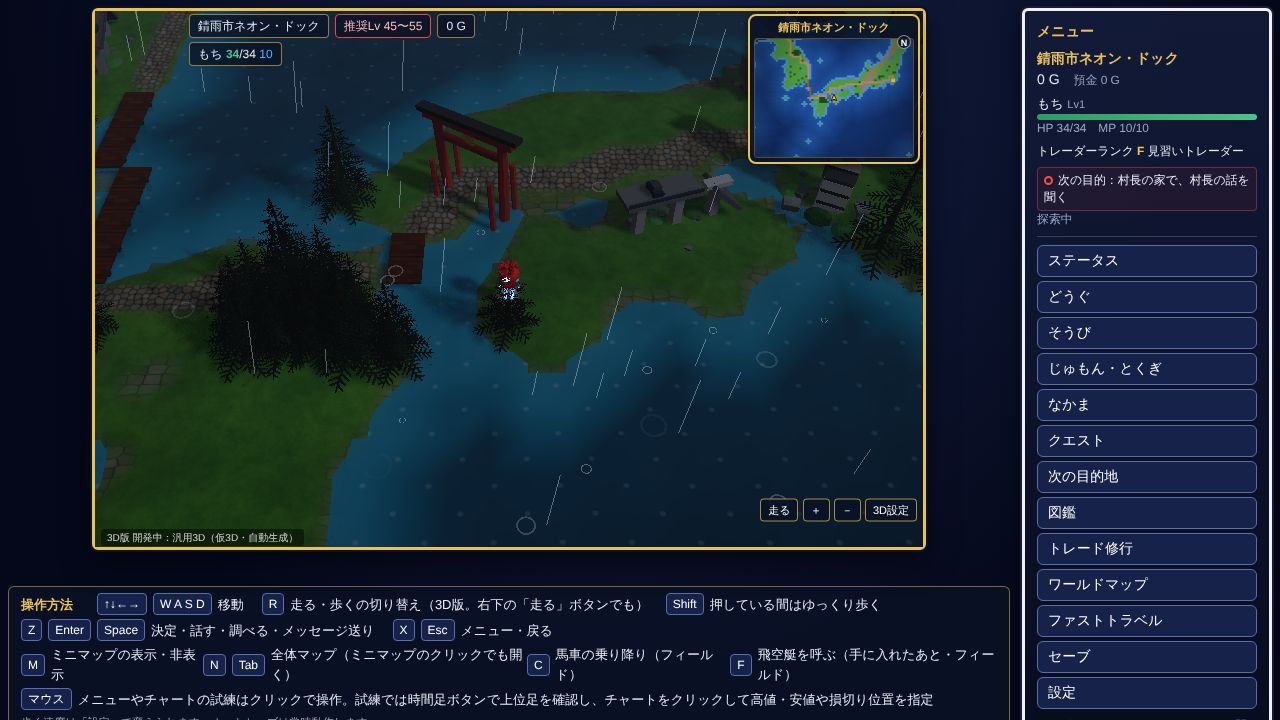 錆雨市ネオン・ドック 推奨Lv 45〜55 0 G
もち 34/34 10
錆雨市ネオン・ドック
N
走る + − 3D設定
3D版 開発中：汎用3D（仮3D・自動生成）
メニュー
錆雨市ネオン・ドック
0 G 預金 0 G
もち Lv1
HP 34/34 MP 10/10
トレーダーランク F 見習いトレーダー
次の目的：村長の家で、村長の話を
聞く
探索中
ステータス
どうぐ
そうび
じゅもん・とくぎ
なかま
クエスト
次の目的地
図鑑
トレード修行
ワールドマップ
ファストトラベル
セーブ
設定
操作方法 ↑↓←→ W A S D 移動 R 走る・歩くの切り替え（3D版。右下の「走る」ボタンでも） Shift 押している間はゆっくり歩く
Z Enter Space 決定・話す・調べる・メッセージ送り X Esc メニュー・戻る
M ミニマップの表示・非表示 N Tab 全体マップ（ミニマップのクリックでも開く） C 馬車の乗り降り（フィールド） F 飛空艇を呼ぶ（手に入れたあと・フィールド）
マウス メニューやチャートの試練はクリックで操作。試練では時間足ボタンで上位足を確認し、チャートをクリックして高値・安値や損切り位置を指定